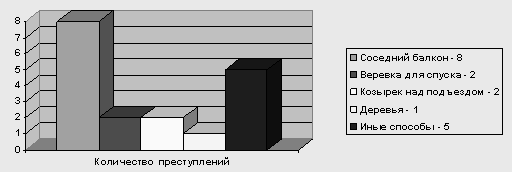 8
7
6
5
4
3
2
1
0
Количество преступлений
Соседний балкон - 8
Веревка для спуска - 2
Козырек над подъездом - 2
Деревья - 1
Иные способы - 5